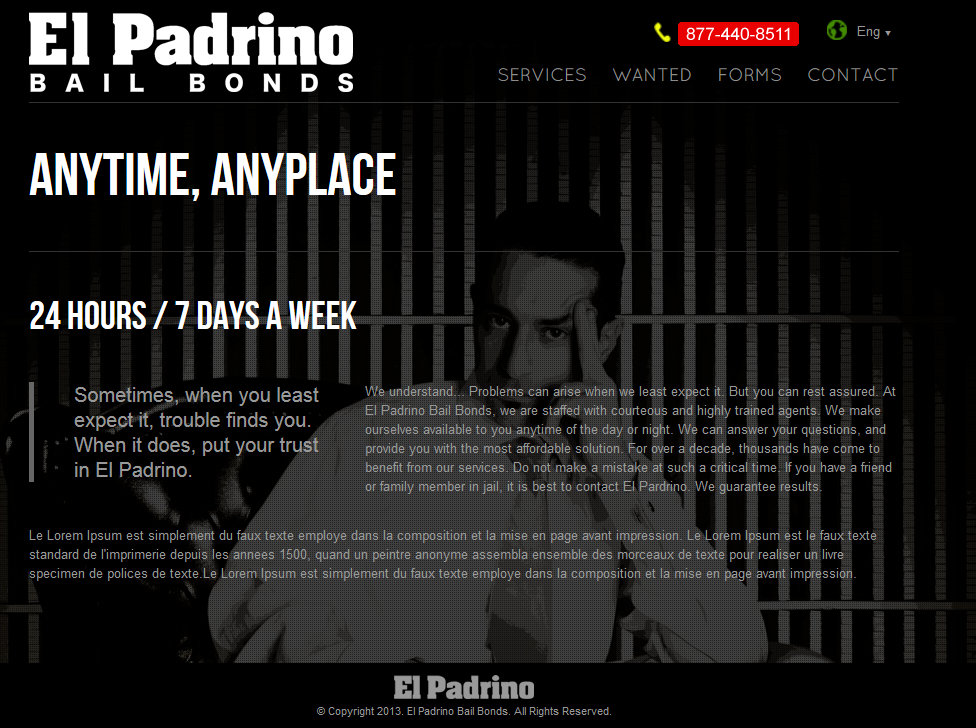 El Padrino
BAIL BONDS
877-440-8511
Eng ▾
SERVICES WANTED FORMS CONTACT
ANYTIME, ANYPLACE
24 HOURS / 7 DAYS A WEEK
Sometimes, when you least
expect it, trouble finds you.
When it does, put your trust
in El Padrino.
We understand... Problems can arise when we least expect it. But you can rest assured. At
El Padrino Bail Bonds, we are staffed with courteous and highly trained agents. We make
ourselves available to you anytime of the day or night. We can answer your questions, and
provide you with the most affordable solution. For over a decade, thousands have come to
benefit from our services. Do not make a mistake at such a critical time. If you have a friend
or family member in jail, it is best to contact El Pardrino. We guarantee results.
Le Lorem Ipsum est simplement du faux texte employe dans la composition et la mise en page avant impression. Le Lorem Ipsum est le faux texte
standard de l'imprimerie depuis les annees 1500, quand un peintre anonyme assembla ensemble des morceaux de texte pour realiser un livre
specimen de polices de texte.Le Lorem Ipsum est simplement du faux texte employe dans la composition et la mise en page avant impression.
El Padrino
© Copyright 2013. El Padrino Bail Bonds. All Rights Reserved.